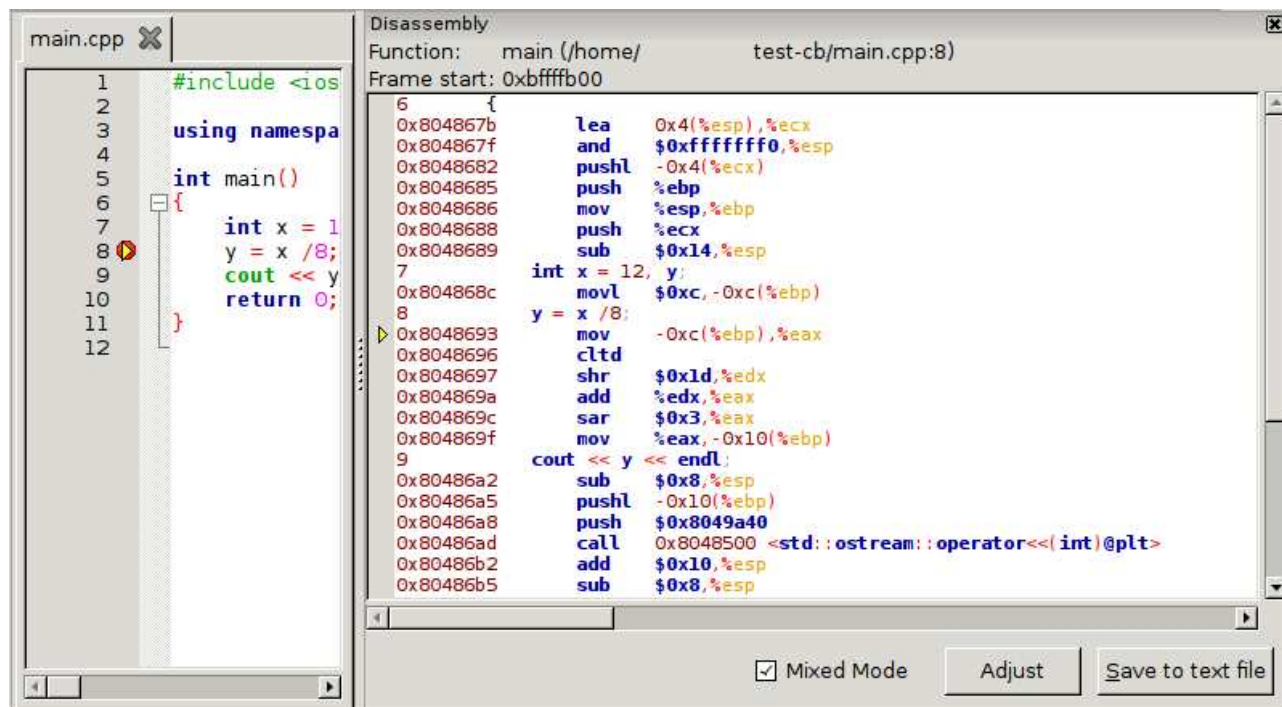 main.cpp
1 #include <ios
2
3 using namespa
4
5 int main()
6 {
7 int x = 1
8 y = x /8;
9 cout << y
10 return 0;
11 }
12
Disassembly
Function: main (/home/ test-cb/main.cpp:8)
Frame start: 0xbffffb00
6 {
0x804867b lea 0x4(%esp),%ecx
0x804867f and $0xfffffff0,%esp
0x8048682 pushl -0x4(%ecx)
0x8048685 push %ebp
0x8048686 mov %esp,%ebp
0x8048688 push %ecx
0x8048689 sub $0x14,%esp
7 int x = 12, y;
0x804868c movl $0xc,-0xc(%ebp)
8 y = x /8;
0x8048693 mov -0xc(%ebp),%eax
0x8048696 cltd
0x8048697 shr $0x1d,%edx
0x804869a add %edx,%eax
0x804869c sar $0x3,%eax
0x804869f mov %eax,-0x10(%ebp)
9 cout << y << endl;
0x80486a2 sub $0x8,%esp
0x80486a5 pushl -0x10(%ebp)
0x80486a8 push $0x8049a40
0x80486ad call 0x8048500 <std::ostream::operator<<(int)@plt>
0x80486b2 add $0x10,%esp
0x80486b5 sub $0x8,%esp
Mixed Mode
Adjust
Save to text file